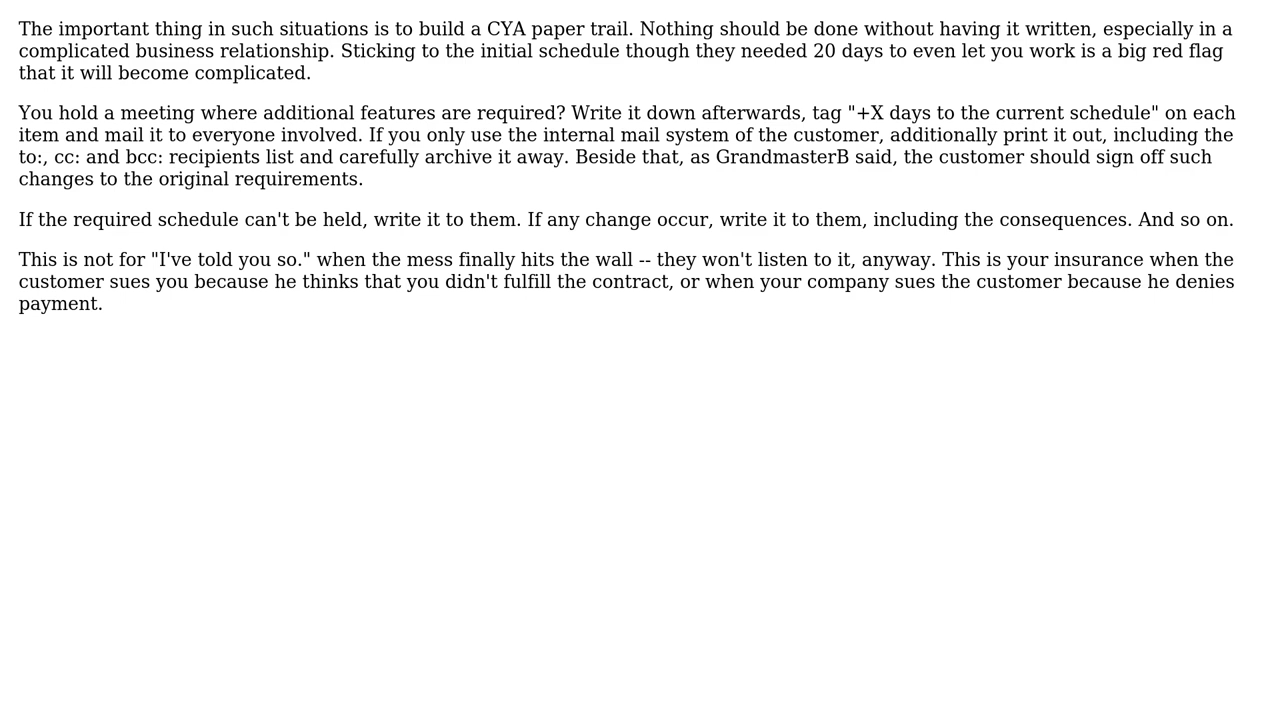 The important thing in such situations is to build a CYA paper trail. Nothing should be done without having it written, especially in a
complicated business relationship. Sticking to the initial schedule though they needed 20 days to even let you work is a big red flag
that it will become complicated.
You hold a meeting where additional features are required? Write it down afterwards, tag "+X days to the current schedule" on each
item and mail it to everyone involved. If you only use the internal mail system of the customer, additionally print it out, including the
to:, cc: and bcc: recipients list and carefully archive it away. Beside that, as GrandmasterB said, the customer should sign off such
changes to the original requirements.
If the required schedule can't be held, write it to them. If any change occur, write it to them, including the consequences. And so on.
This is not for "I've told you so." when the mess finally hits the wall -- they won't listen to it, anyway. This is your insurance when the
customer sues you because he thinks that you didn't fulfill the contract, or when your company sues the customer because he denies
payment.